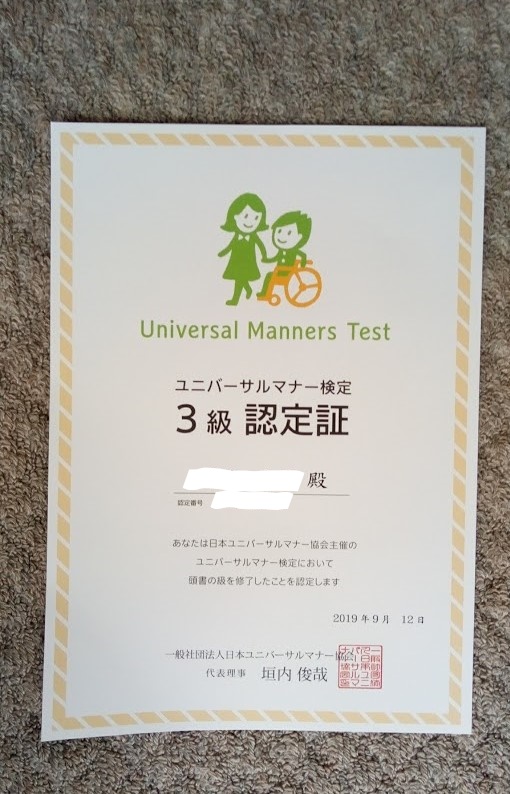 Universal Manners Test
ユニバーサルマナー検定
3級 認定証
殿
認定番号
あなたは日本ユニバーサルマナー協会主催の
ユニバーサルマナー検定において
頭書の級を修了したことを認定します
2019年9月 12日
一般社団法人日本ユニバーサルマナー協会
代表理事 垣内 俊哉